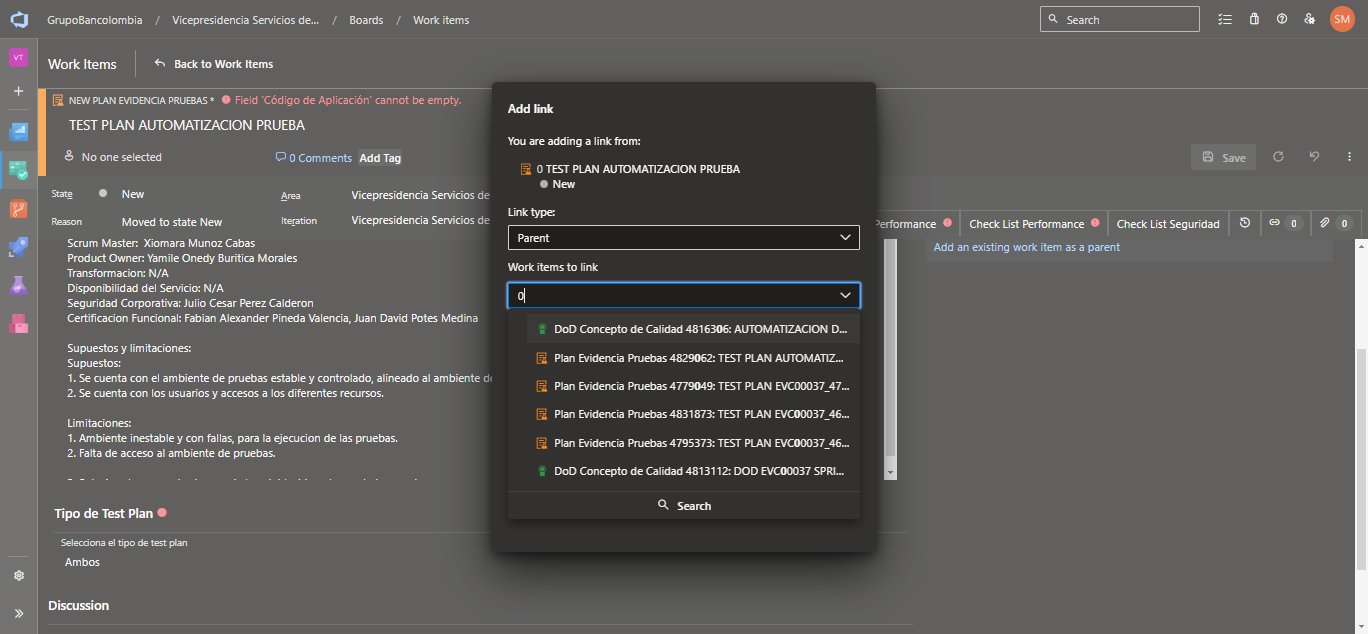 GrupoBancolombia / Vicepresidencia Servicios de... / Boards / Work items
Search
SM
VT
Work Items
Back to Work Items
NEW PLAN EVIDENCIA PRUEBAS * Field 'Código de Aplicación' cannot be empty.
TEST PLAN AUTOMATIZACION PRUEBA
No one selected
0 Comments
Add Tag
Save
State
New
Area
Vicepresidencia Servicios de
Reason
Moved to state New
Iteration
Vicepresidencia Servicios de
Performance
Check List Performance
Check List Seguridad
0
0
Scrum Master: Xiomara Munoz Cabas
Product Owner: Yamile Onedy Buritica Morales
Transformacion: N/A
Disponibilidad del Servicio: N/A
Seguridad Corporativa: Julio Cesar Perez Calderon
Certificacion Funcional: Fabian Alexander Pineda Valencia, Juan David Potes Medina
Supuestos y limitaciones:
Supuestos:
1. Se cuenta con el ambiente de pruebas estable y controlado, alineado al ambiente de
2. Se cuenta con los usuarios y accesos a los diferentes recursos.
Limitaciones:
1. Ambiente inestable y con fallas, para la ejecucion de las pruebas.
2. Falta de acceso al ambiente de pruebas.
Tipo de Test Plan
Selecciona el tipo de test plan
Ambos
Discussion
Add an existing work item as a parent
Add link
You are adding a link from:
0 TEST PLAN AUTOMATIZACION PRUEBA
New
Link type:
Parent
Work items to link
0
DoD Concepto de Calidad 4816306: AUTOMATIZACION D...
Plan Evidencia Pruebas 4829062: TEST PLAN AUTOMATIZ...
Plan Evidencia Pruebas 4779049: TEST PLAN EVC00037_47...
Plan Evidencia Pruebas 4831873: TEST PLAN EVC00037_46...
Plan Evidencia Pruebas 4795373: TEST PLAN EVC00037_46...
DoD Concepto de Calidad 4813112: DOD EVC00037 SPRI...
Search